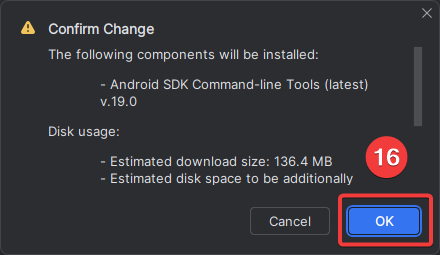 Confirm Change
The following components will be installed:
- Android SDK Command-line Tools (latest)
v.19.0
Disk usage:
- Estimated download size: 136.4 MB
- Estimated disk space to be additionally
16
Cancel
OK